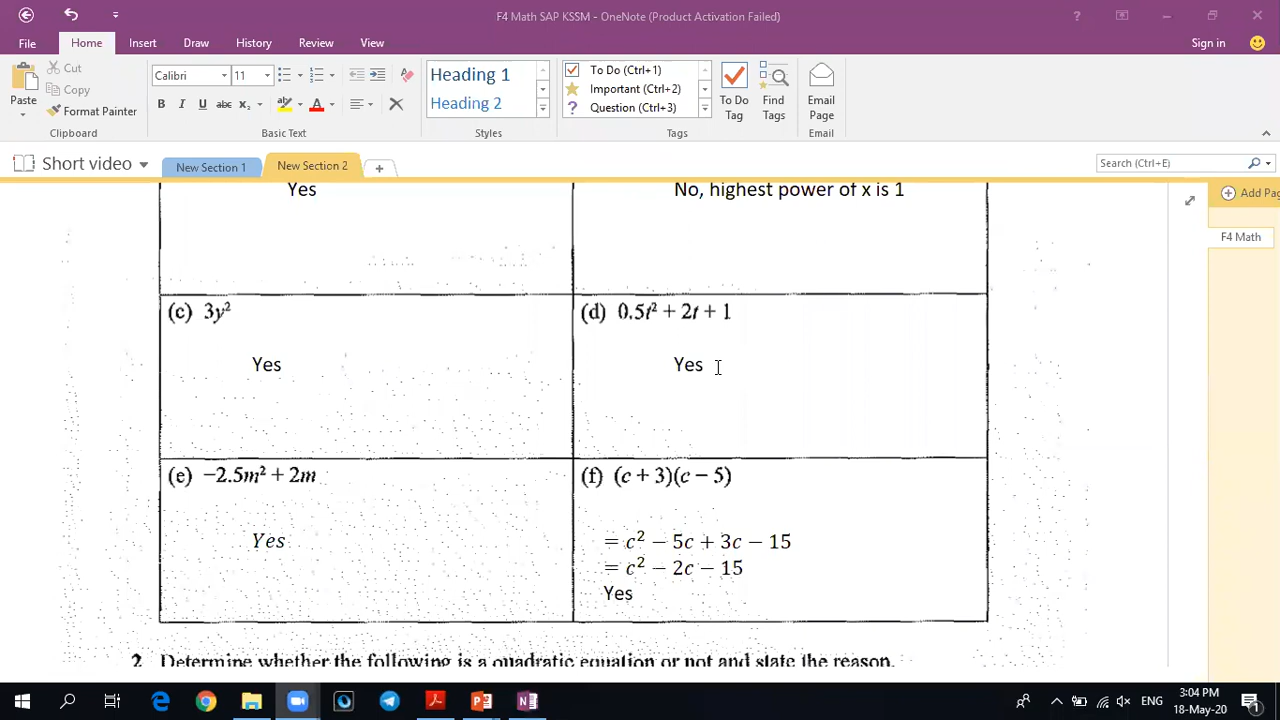 F4 Math SAP KSSM - OneNote (Product Activation Failed)
File Home Insert Draw History Review View Sign in
Paste
Cut
Copy
Format Painter
Clipboard
Calibri 11
B I U abc X₂ A
Basic Text
Heading 1
Heading 2
Styles
To Do (Ctrl+1)
Important (Ctrl+2)
Question (Ctrl+3)
Tags
To Do Tag
Find Tags
Email Page
Email
Short video New Section 1 New Section 2 Search (Ctrl+E)
Add Pag
F4 Math
Yes No, highest power of x is 1
(c) 3y² (d) 0.5t² + 2t + 1
Yes Yes
(e) −2.5m² + 2m (f) (c + 3)(c − 5)
Yes = c² − 5c + 3c − 15
= c² − 2c − 15
Yes
2 Determine whether the following is a quadratic equation or not and state the reason.
ENG
3:04 PM
18-May-20
1